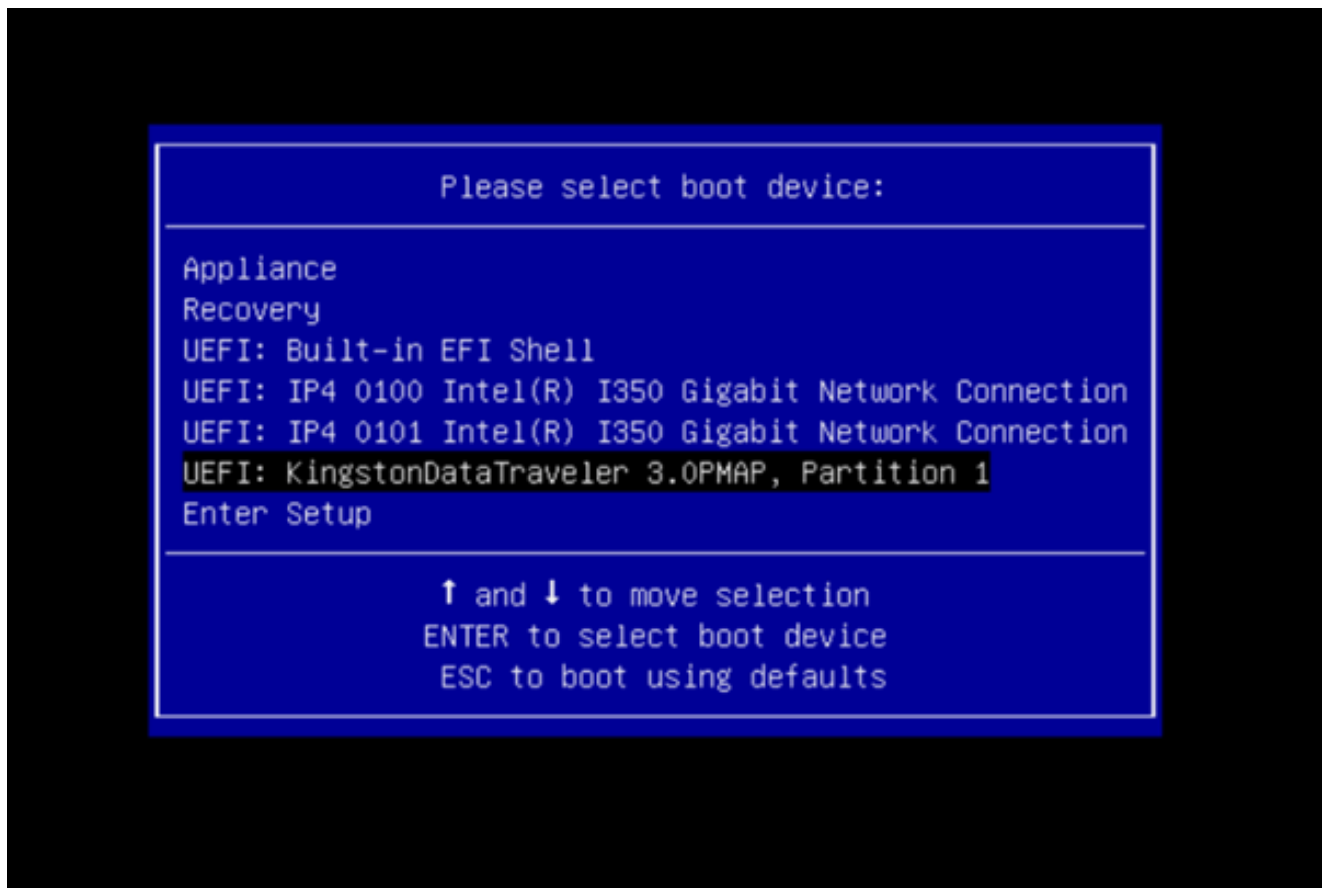 Please select boot device:
Appliance
Recovery
UEFI: Built-in EFI Shell
UEFI: IP4 0100 Intel(R) I350 Gigabit Network Connection
UEFI: IP4 0101 Intel(R) I350 Gigabit Network Connection
UEFI: KingstonDataTraveler 3.0PMAP, Partition 1
Enter Setup
↑ and ↓ to move selection
ENTER to select boot device
ESC to boot using defaults